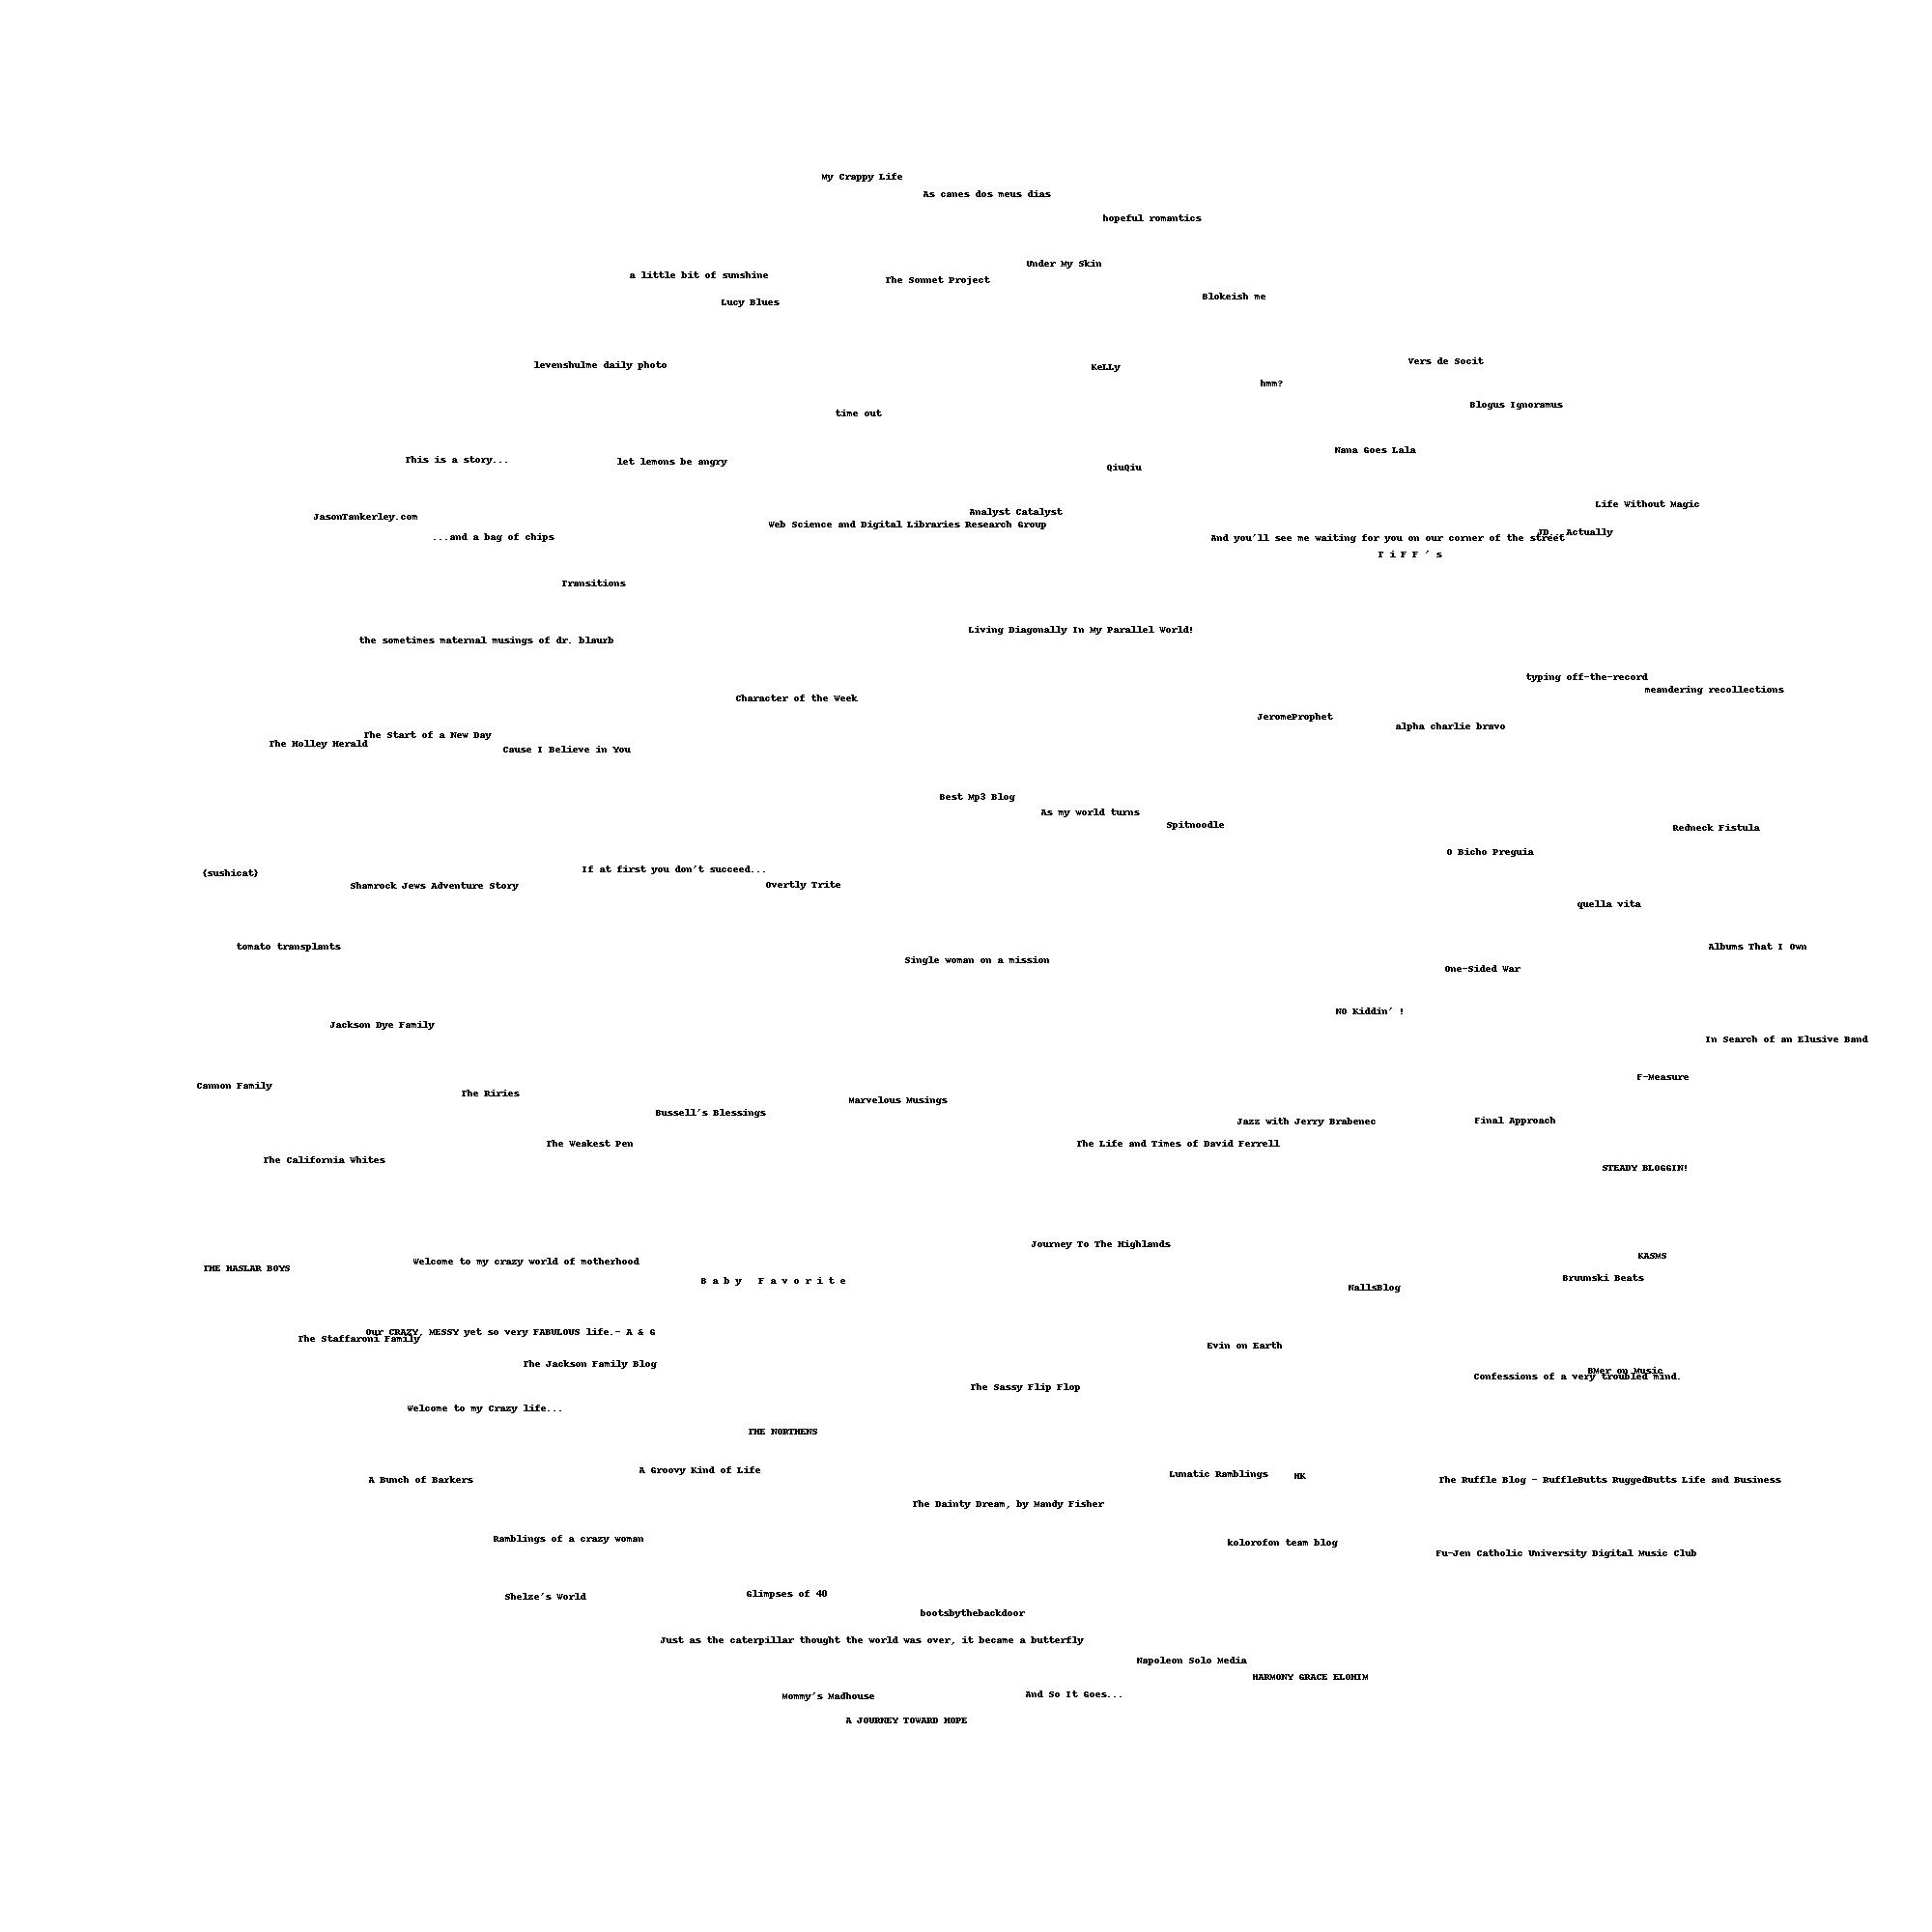 My Crappy Life
As canes dos meus dias
hopeful romantics
Under My Skin
a little bit of sunshine
The Sonnet Project
Blokeish me
Lucy Blues
Vers de Socit
levenshulme daily photo
KeLLy
hmm?
Blogus Ignoramus
time out
Nana Goes Lala
This is a story...
let lemons be angry
QiuQiu
Life Without Magic
Analyst Catalyst
JasonTankerley.com
Web Science and Digital Libraries Research Group
JD. Actually
...and a bag of chips
And you'll see me waiting for you on our corner of the street
T i F F ' s
Transitions
Living Diagonally In My Parallel World!
the sometimes maternal musings of dr. blaurb
typing off-the-record
meandering recollections
Character of the Week
JeromeProphet
alpha charlie bravo
The Start of a New Day
The Holley Herald
Cause I Believe in You
Best Mp3 Blog
As my world turns
Spitnoodle
Redneck Fistula
O Bicho Preguia
If at first you don't succeed...
{sushicat}
Overtly Trite
Shamrock Jews Adventure Story
quella vita
tomato transplants
Albums That I Own
Single woman on a mission
One-Sided War
NO Kiddin' !
Jackson Dye Family
In Search of an Elusive Band
F-Measure
Cannon Family
The Riries
Marvelous Musings
Bussell's Blessings
Final Approach
Jazz with Jerry Brabenec
The Weakest Pen
The Life and Times of David Ferrell
The California Whites
STEADY BLOGGIN!
Journey To The Highlands
KASMS
Welcome to my crazy world of motherhood
THE HASLAR BOYS
Bruumski Beats
B a b y   F a v o r i t e
NallsBlog
Our CRAZY, MESSY yet so very FABULOUS life.- A & G
The Staffaroni Family
Evin on Earth
The Jackson Family Blog
BMer on Music
Confessions of a very troubled mind.
The Sassy Flip Flop
Welcome to my Crazy life...
THE NORTHENS
A Groovy Kind of Life
Lunatic Ramblings
HK
A Bunch of Barkers
The Ruffle Blog - RuffleButts RuggedButts Life and Business
The Dainty Dream, by Mandy Fisher
Ramblings of a crazy woman
kolorofon team blog
Fu-Jen Catholic University Digital Music Club
Glimpses of 40
Shelze's World
bootsbythebackdoor
Just as the caterpillar thought the world was over, it became a butterfly
Napoleon Solo Media
HARMONY GRACE ELOHIM
And So It Goes...
Mommy's Madhouse
A JOURNEY TOWARD HOPE